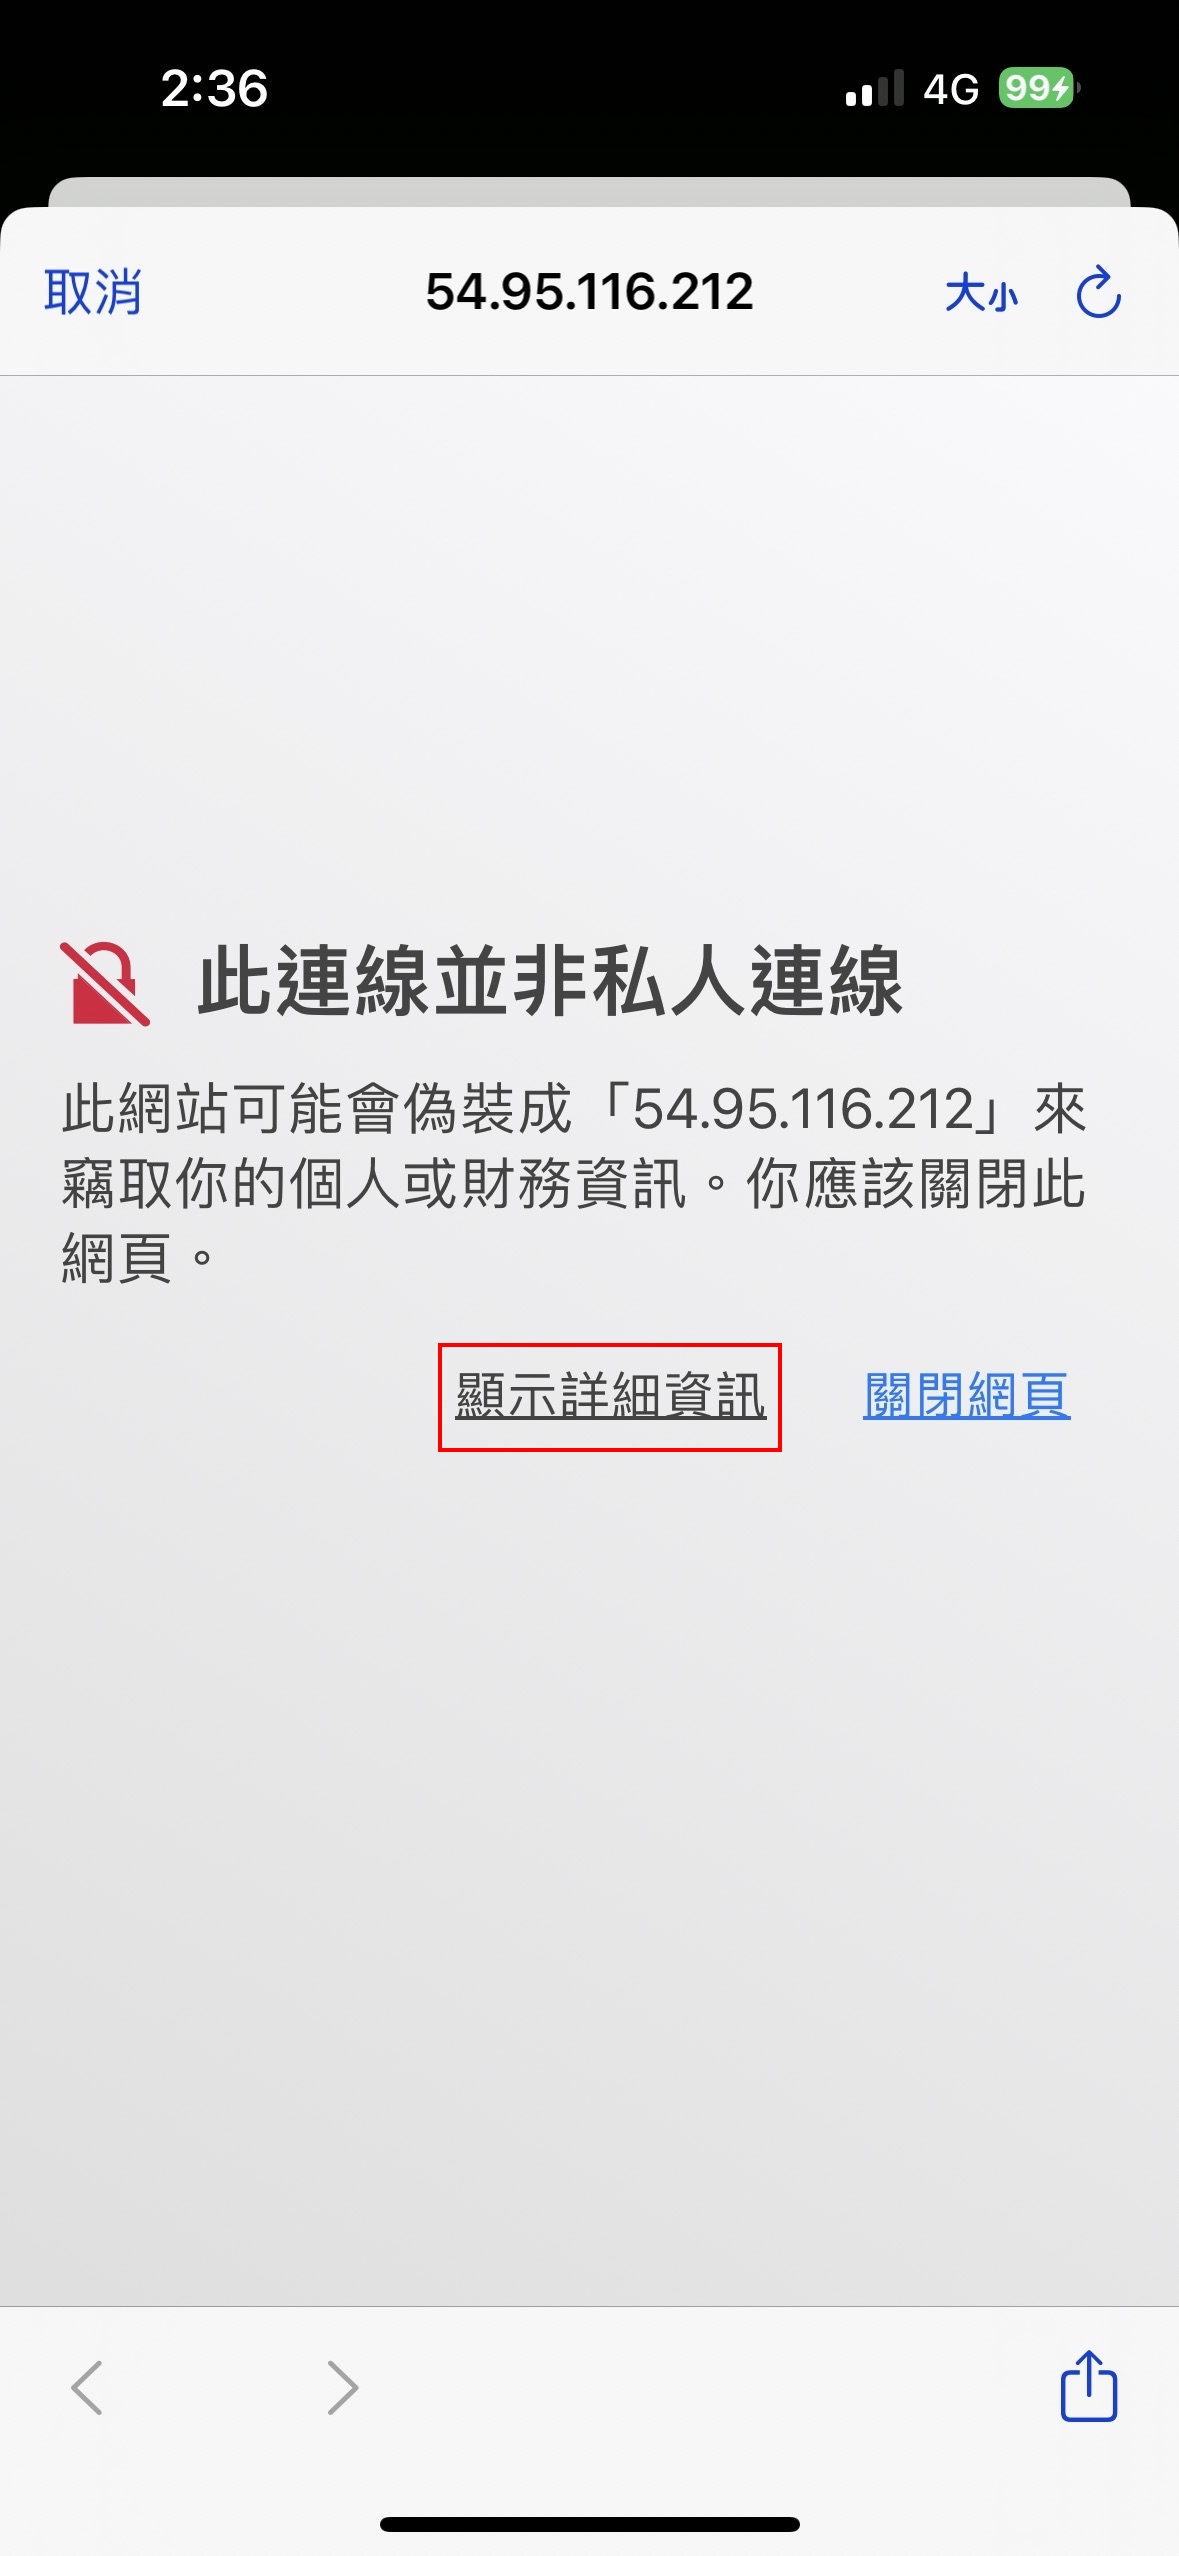 2:36
4G
99
取消
54.95.116.212
大小
此連線並非私人連線
此網站可能會偽裝成「54.95.116.212」來
竊取你的個人或財務資訊。你應該關閉此
網頁。
顯示詳細資訊
關閉網頁